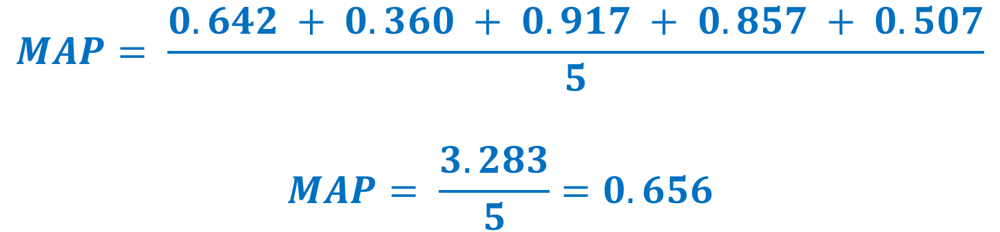 MAP = 0.642 + 0.360 + 0.917 + 0.857 + 0.507
5
MAP = 3.283 = 0.656
5